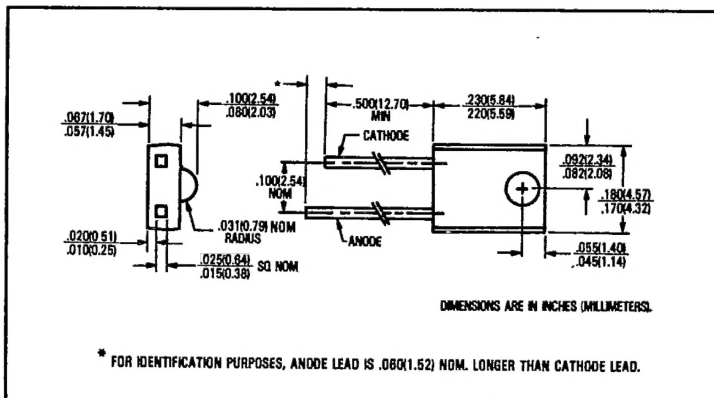 *
.100(2.54)
.080(2.03)
.067(1.70)
.057(1.45)
.500(12.70)
MIN
.230(5.84)
.220(5.59)
CATHODE
.092(2.34)
.082(2.08)
.100(2.54)
NOM
.180(4.57)
.170(4.32)
.031(0.79) NOM
RADIUS
ANODE
.020(0.51)
.010(0.25)
.025(0.64)
.015(0.38)
SQ NOM
.055(1.40)
.045(1.14)
DIMENSIONS ARE IN INCHES (MILLIMETERS).
* FOR IDENTIFICATION PURPOSES, ANODE LEAD IS .060(1.52) NOM. LONGER THAN CATHODE LEAD.